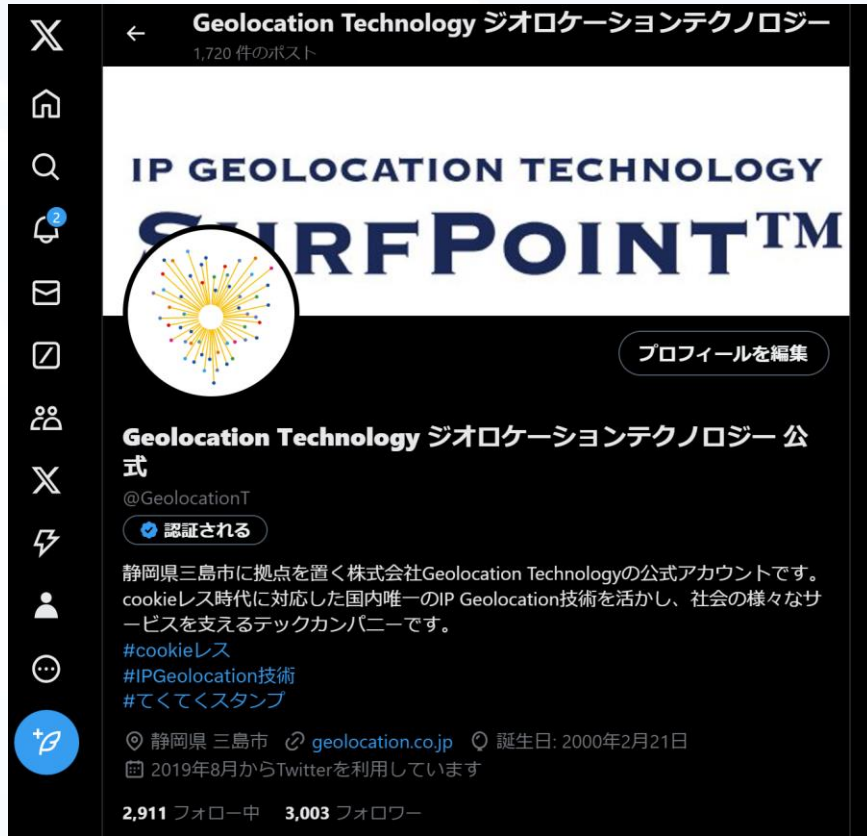 Geolocation Technology ジオロケーションテクノロジー
1,720 件のポスト
IP GEOLOCATION TECHNOLOGY
SURFPOINT™
2
プロフィールを編集
Geolocation Technology ジオロケーションテクノロジー 公
式
@GeolocationT
認証される
静岡県三島市に拠点を置く株式会社Geolocation Technologyの公式アカウントです。
cookieレス時代に対応した国内唯一のIP Geolocation技術を活かし、社会の様々なサ
ービスを支えるテックカンパニーです。
#cookieレス
#IPGeolocation技術
#てくてくスタンプ
静岡県 三島市 geolocation.co.jp 誕生日: 2000年2月21日
2019年8月からTwitterを利用しています
2,911 フォロー中 3,003 フォロワー